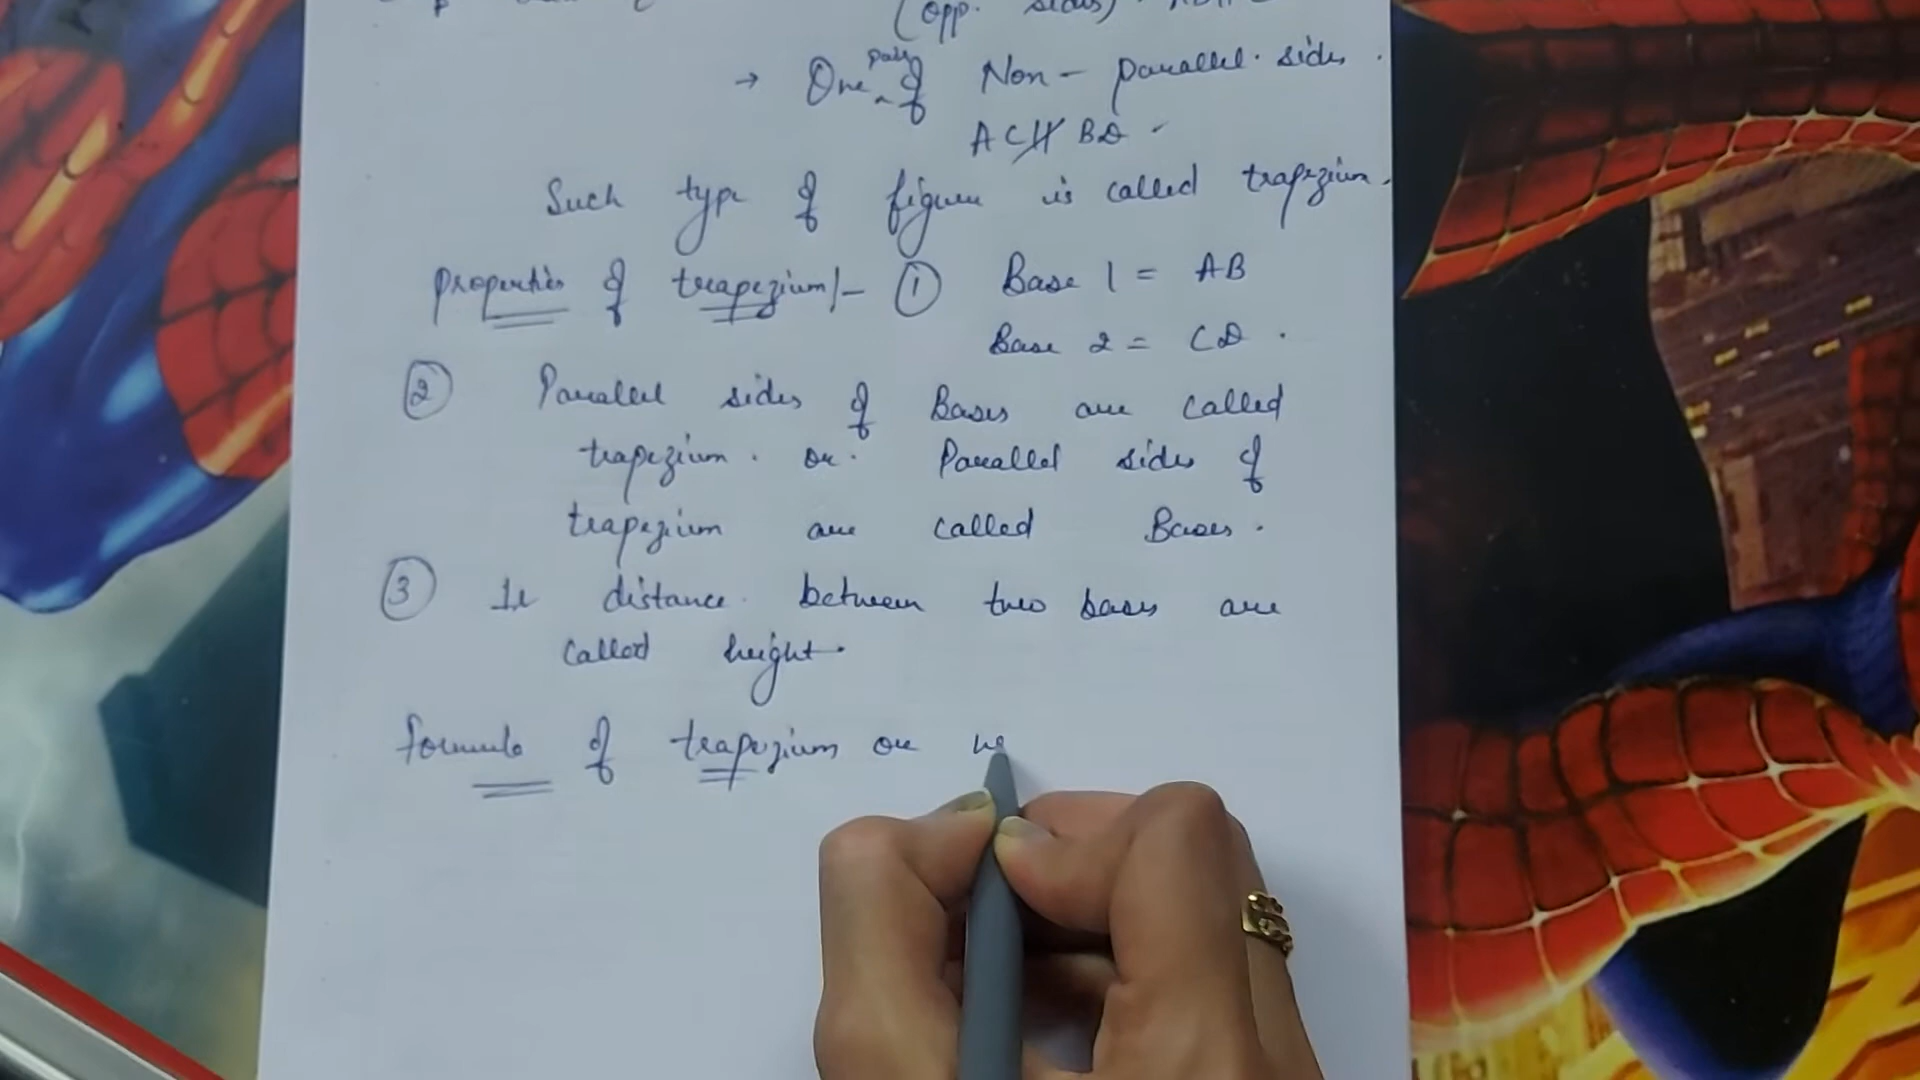 (opp. sides).
→ One pair of Non - parallel. sides.
AC ∦ BD.
Such type of figure is called trapezium.
Properties of trapezium/- ① Base 1 = AB
Base 2 = CD.
② Parallel sides of Bases are called
trapezium. or. Parallel sides of
trapezium are called Bases.
③ ⊥r distance between two bases are
called height.
formula of trapezium or